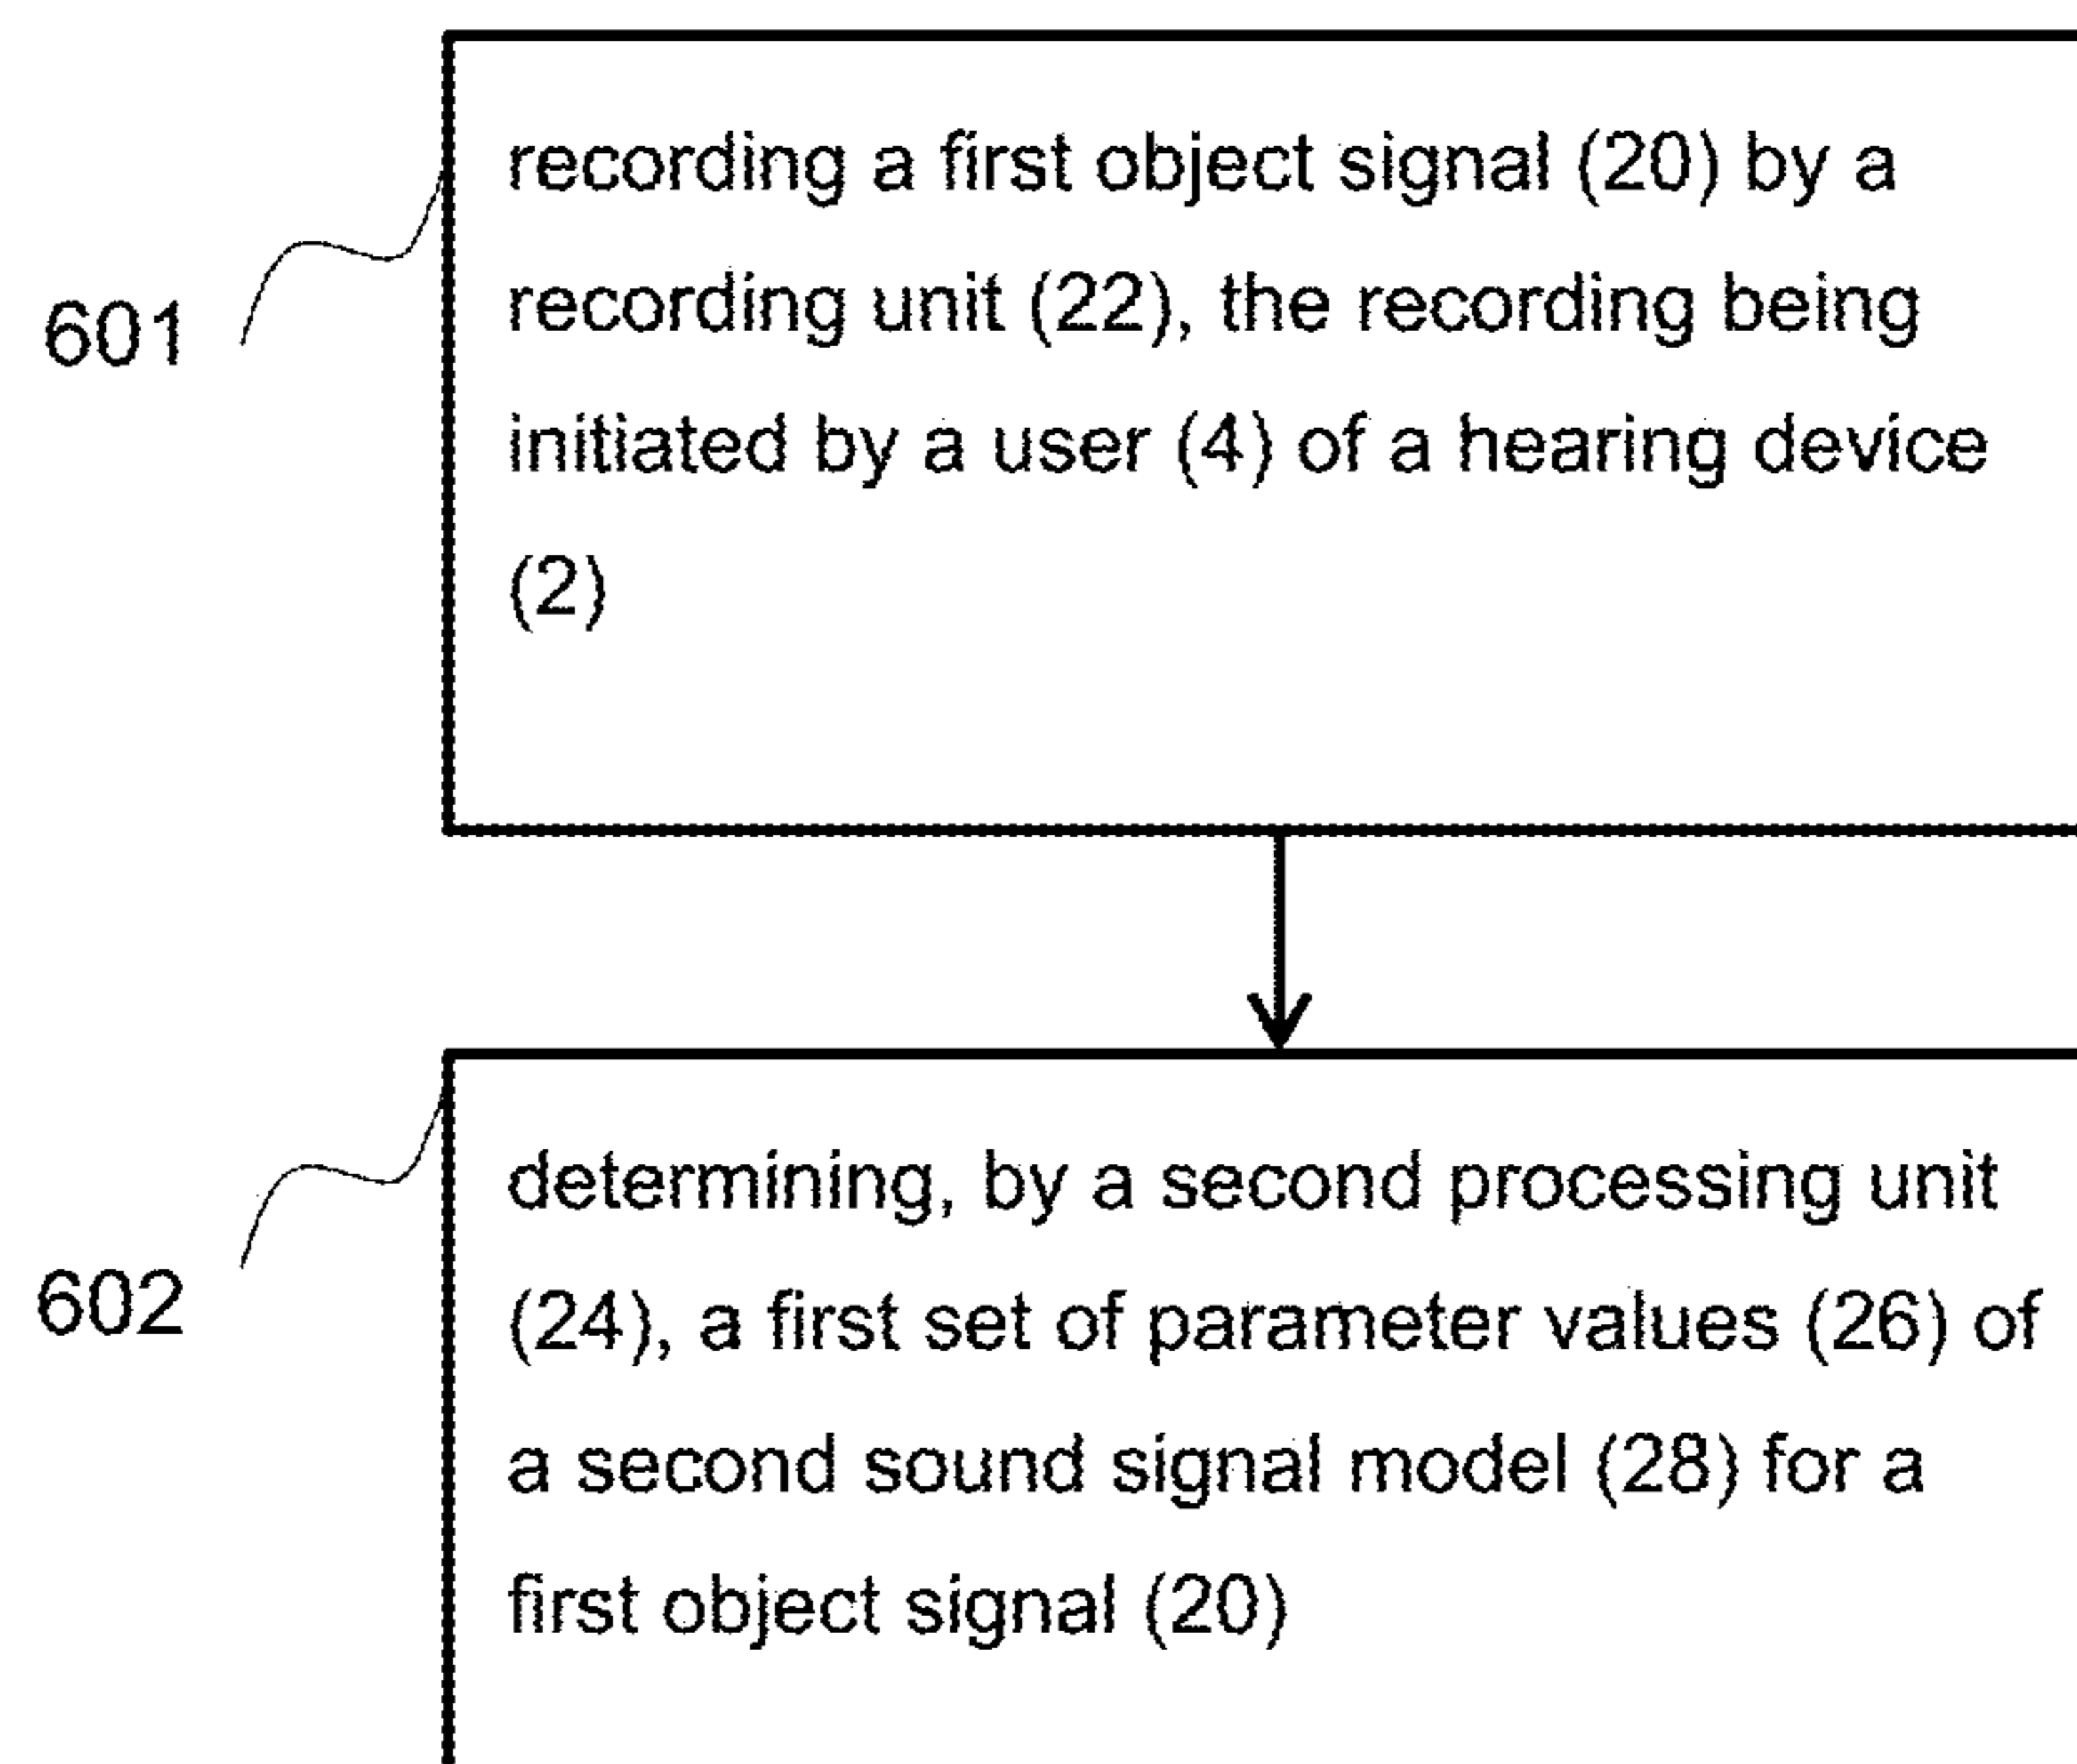 recording a first object signal (20) by a
recording unit (22), the recording being
601
initiated by a user (4) of a hearing device
(2)
determining, by a second processing unit
602
(24), a first set of parameter values (26) of
a second sound signal model (28) for a
first object signal (20)